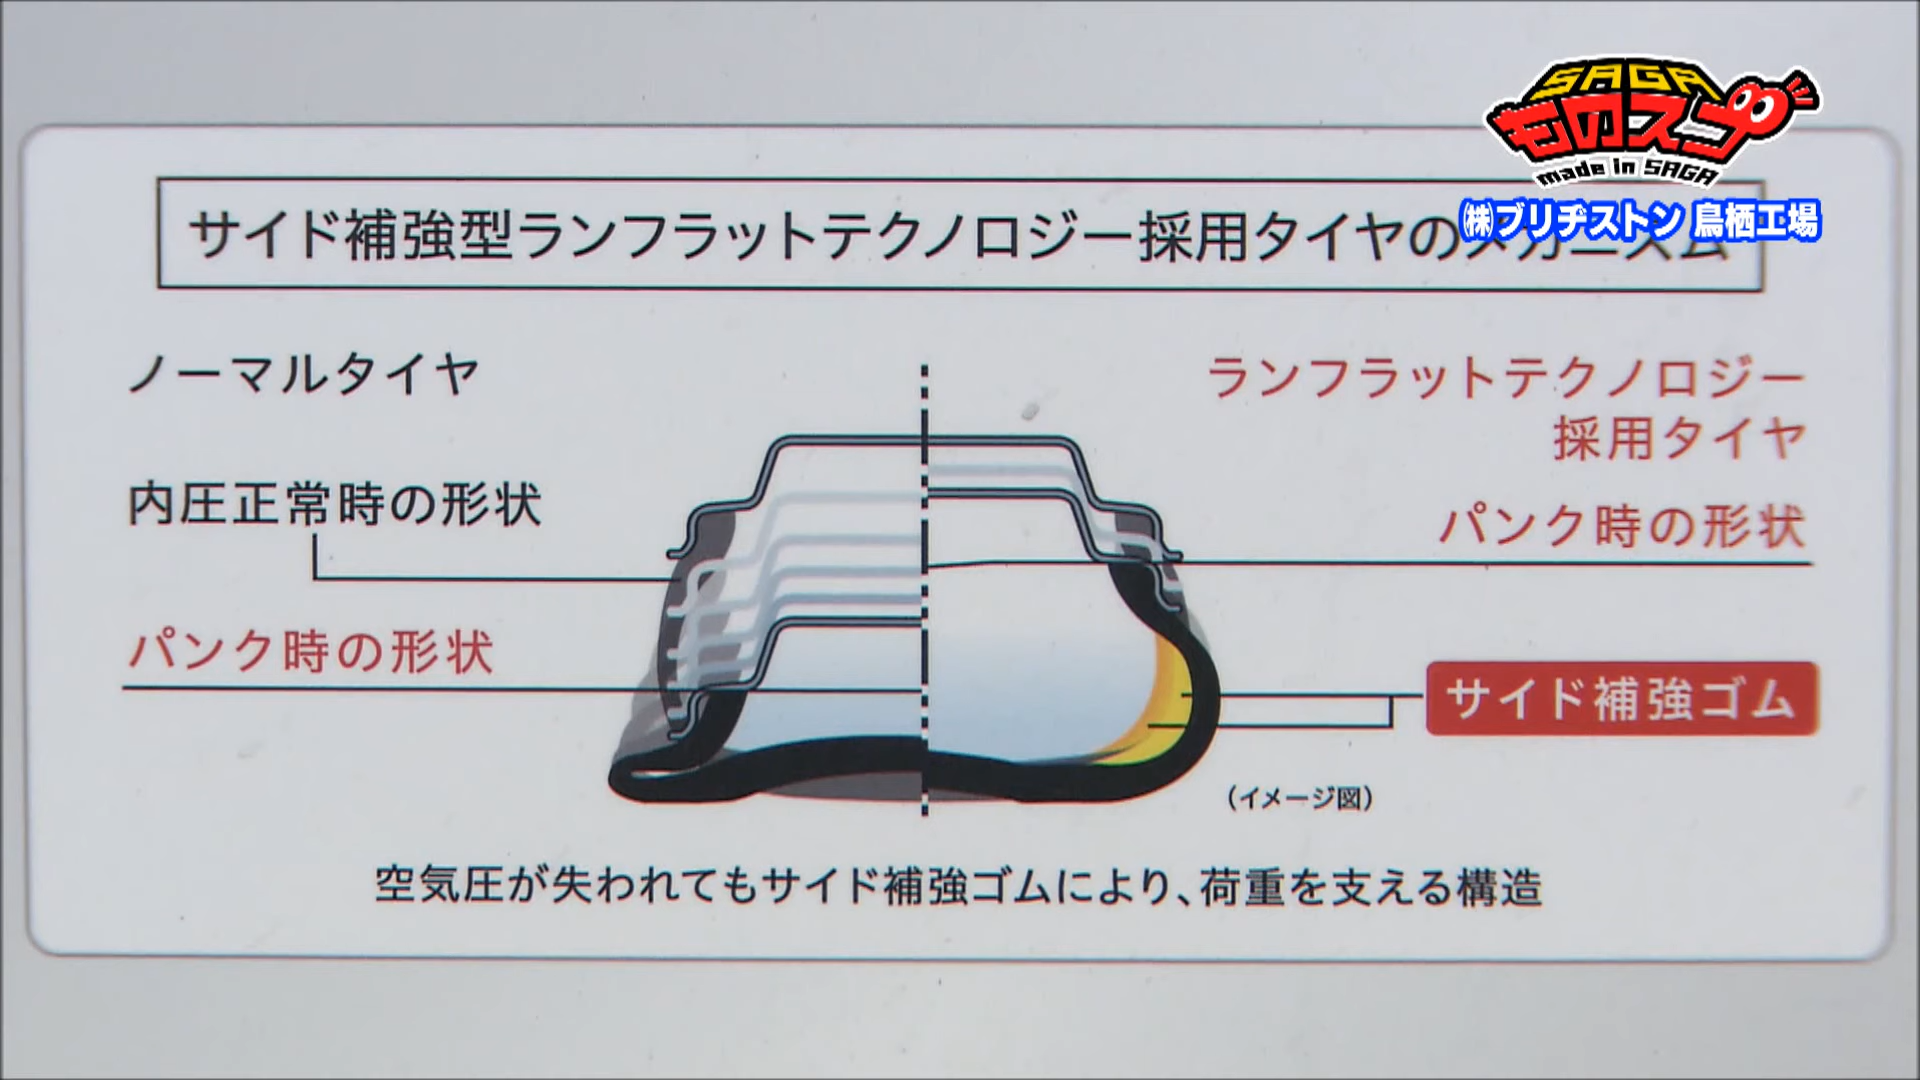 SAGA
ものスゴ
made in SAGA
㈱ブリヂストン 鳥栖工場
サイド補強型ランフラットテクノロジー採用タイヤのメカニズム
ノーマルタイヤ
ランフラットテクノロジー
採用タイヤ
内圧正常時の形状
パンク時の形状
パンク時の形状
サイド補強ゴム
(イメージ図)
空気圧が失われてもサイド補強ゴムにより、荷重を支える構造